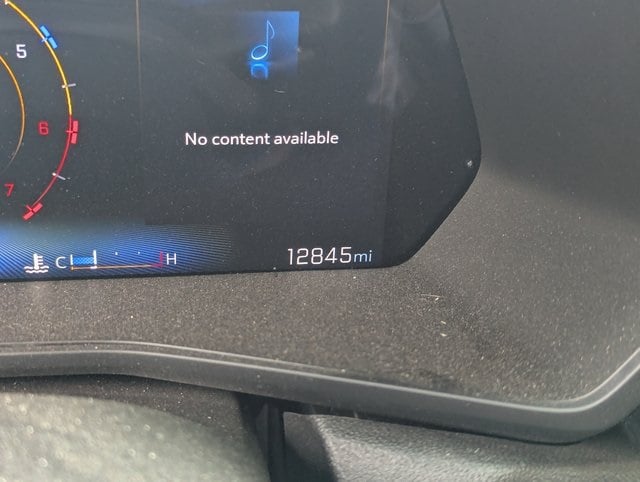 5
6
7
No content available
C H
12845mi